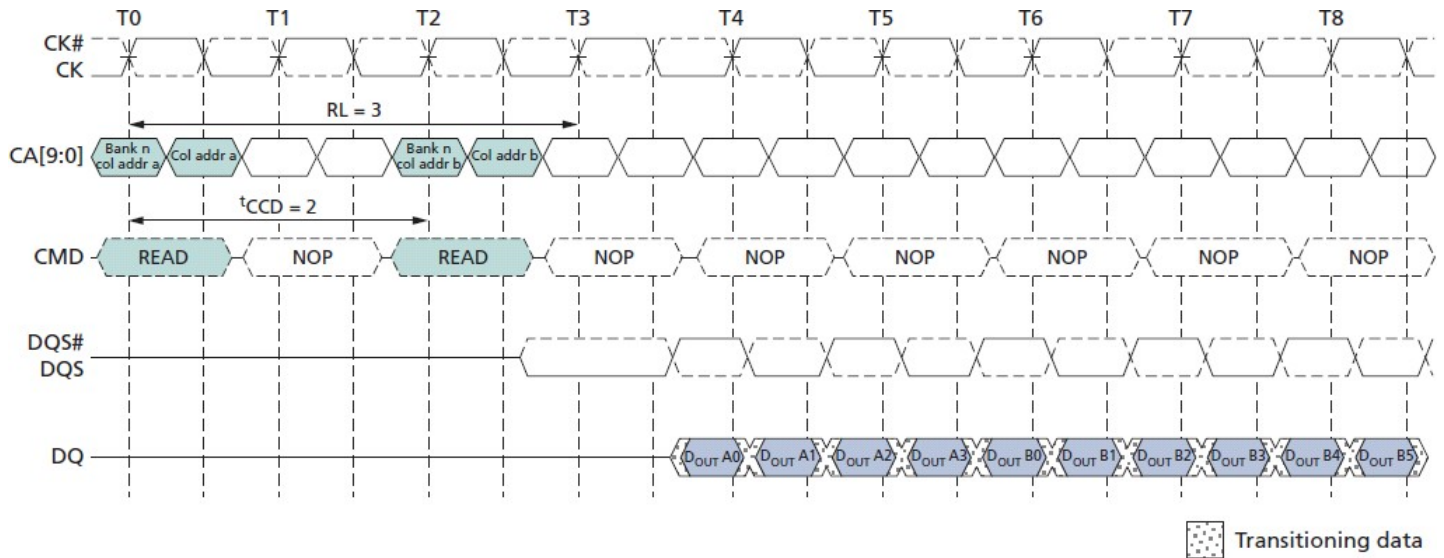 T0 T1 T2 T3 T4 T5 T6 T7 T8
CK#
CK
RL = 3
CA[9:0]
Bank n
col addr a
Col addr a
Bank n
col addr b
Col addr b
tCCD = 2
CMD READ NOP READ NOP NOP NOP NOP NOP NOP
DQS#
DQS
DQ DOUT A0 DOUT A1 DOUT A2 DOUT A3 DOUT B0 DOUT B1 DOUT B2 DOUT B3 DOUT B4 DOUT B5
Transitioning data